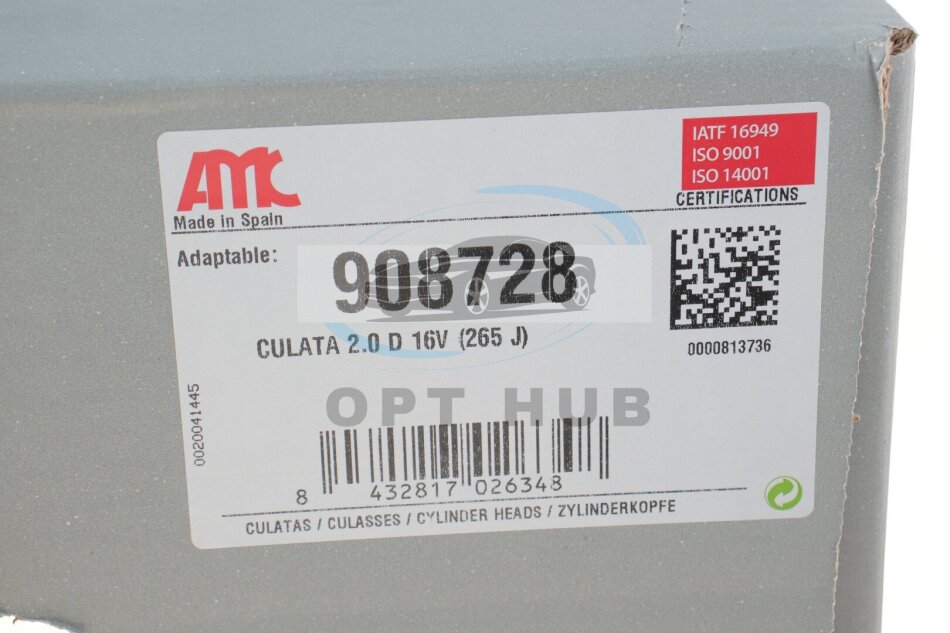 AMC
Made in Spain
IATF 16949
ISO 9001
ISO 14001
CERTIFICATIONS
Adaptable:
908728
CULATA 2.0 D 16V (265 J)
0000813736
OPT HUB
0020041445
8 432817 026348
CULATAS / CULASSES / CYLINDER HEADS / ZYLINDERKOPFE